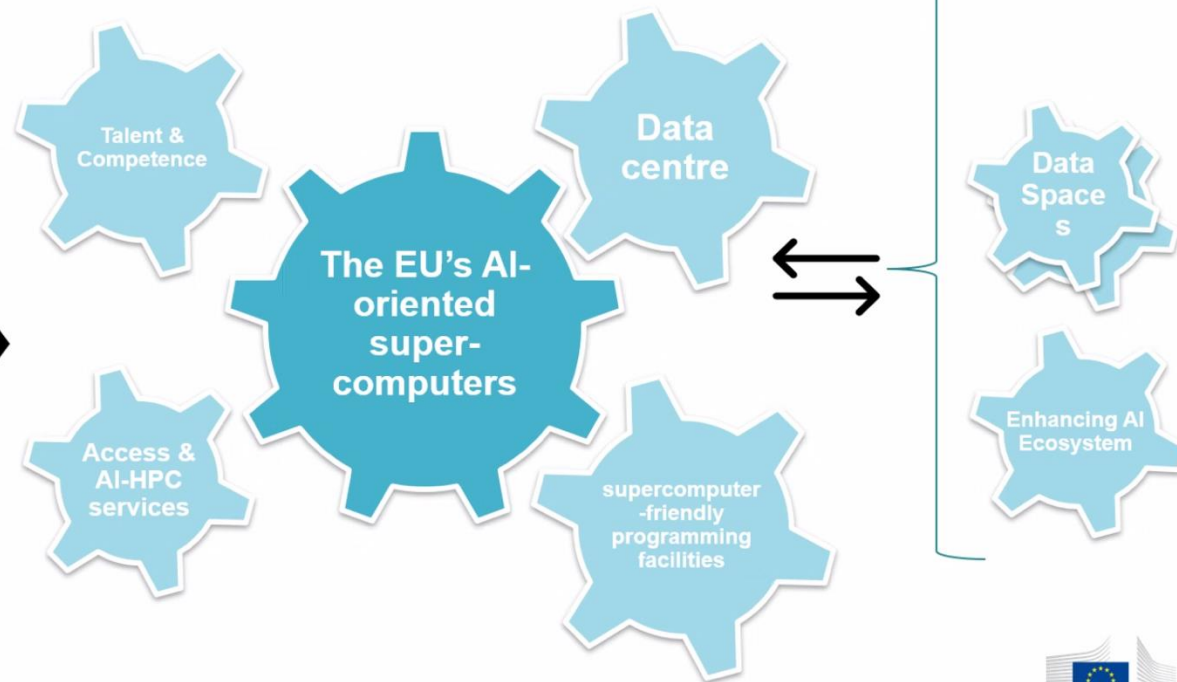 Talent &
Competence
Data
centre
The EU's AI-
oriented
super-
computers
Access &
AI-HPC
services
supercomputer
-friendly
programming
facilities
Data
Space
s
Enhancing AI
Ecosystem